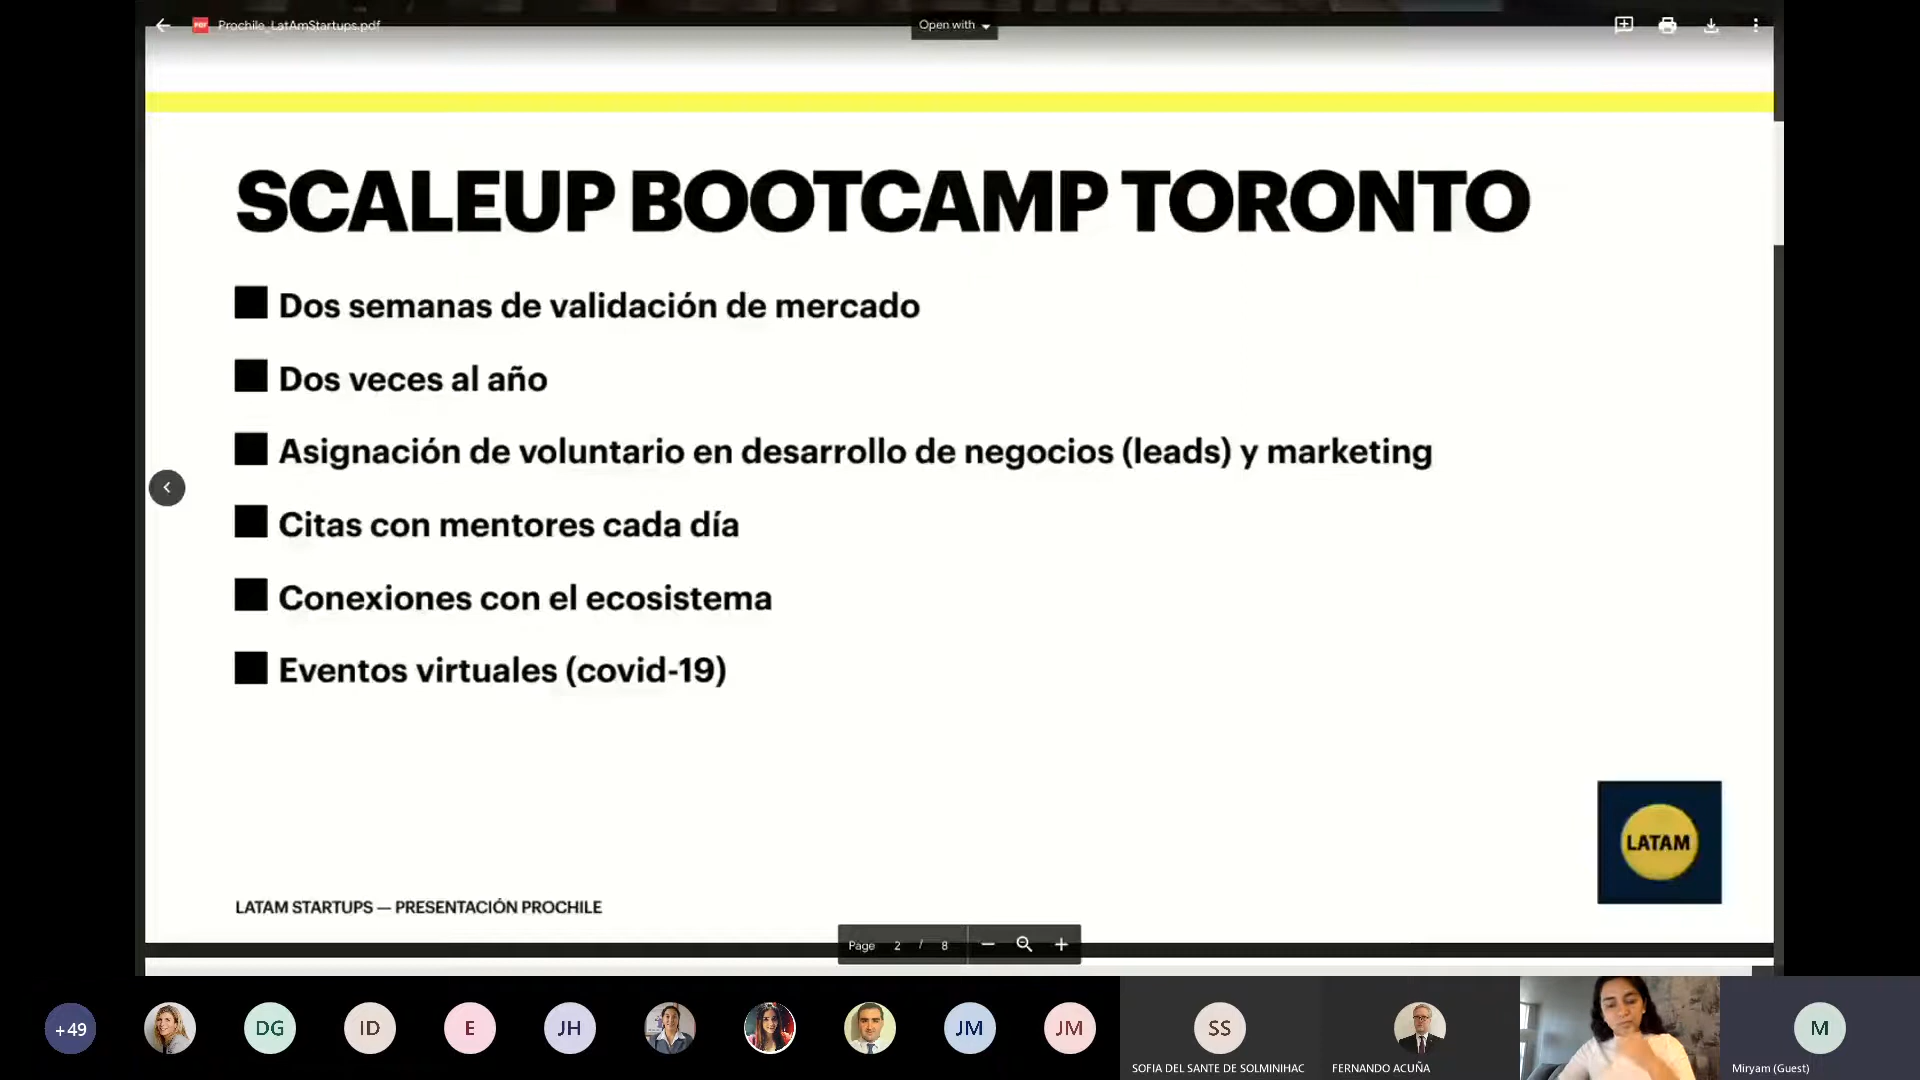 Prochile_LatAmStartups.pdf
Open with
SCALEUP BOOTCAMP TORONTO
Dos semanas de validación de mercado
Dos veces al año
Asignación de voluntario en desarrollo de negocios (leads) y marketing
Citas con mentores cada día
Conexiones con el ecosistema
Eventos virtuales (covid-19)
LATAM
LATAM STARTUPS — PRESENTACIÓN PROCHILE
Page 2 / 8
+49
DG
ID
E
JH
JM
JM
SS
M
SOFIA DEL SANTE DE SOLMINIHAC
FERNANDO ACUÑA
Miryam (Guest)